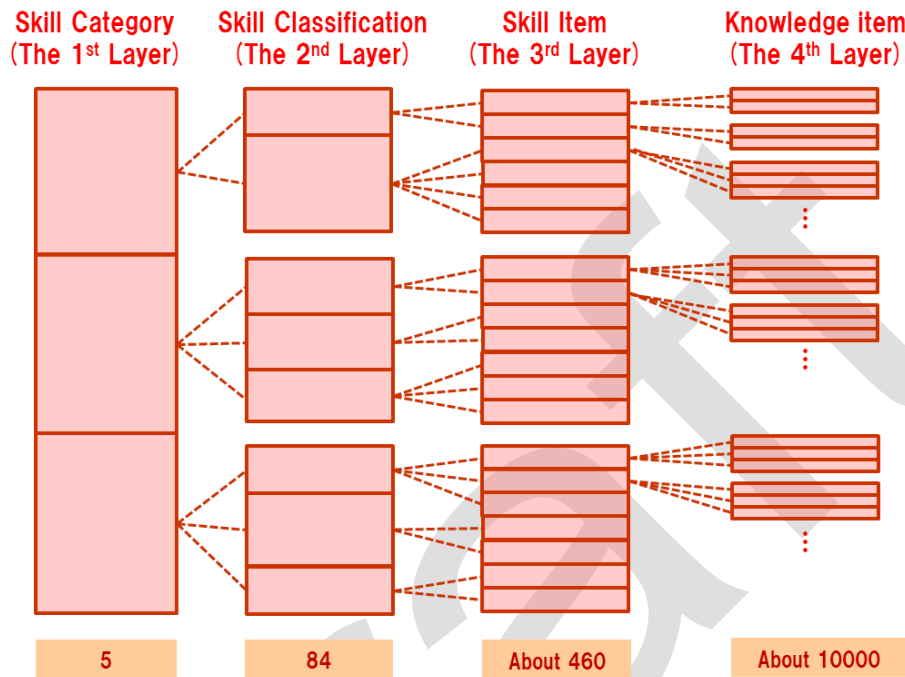 Skill Category
(The 1st Layer)
Skill Classification
(The 2nd Layer)
Skill Item
(The 3rd Layer)
Knowledge item
(The 4th Layer)
5
84
About 460
About 10000